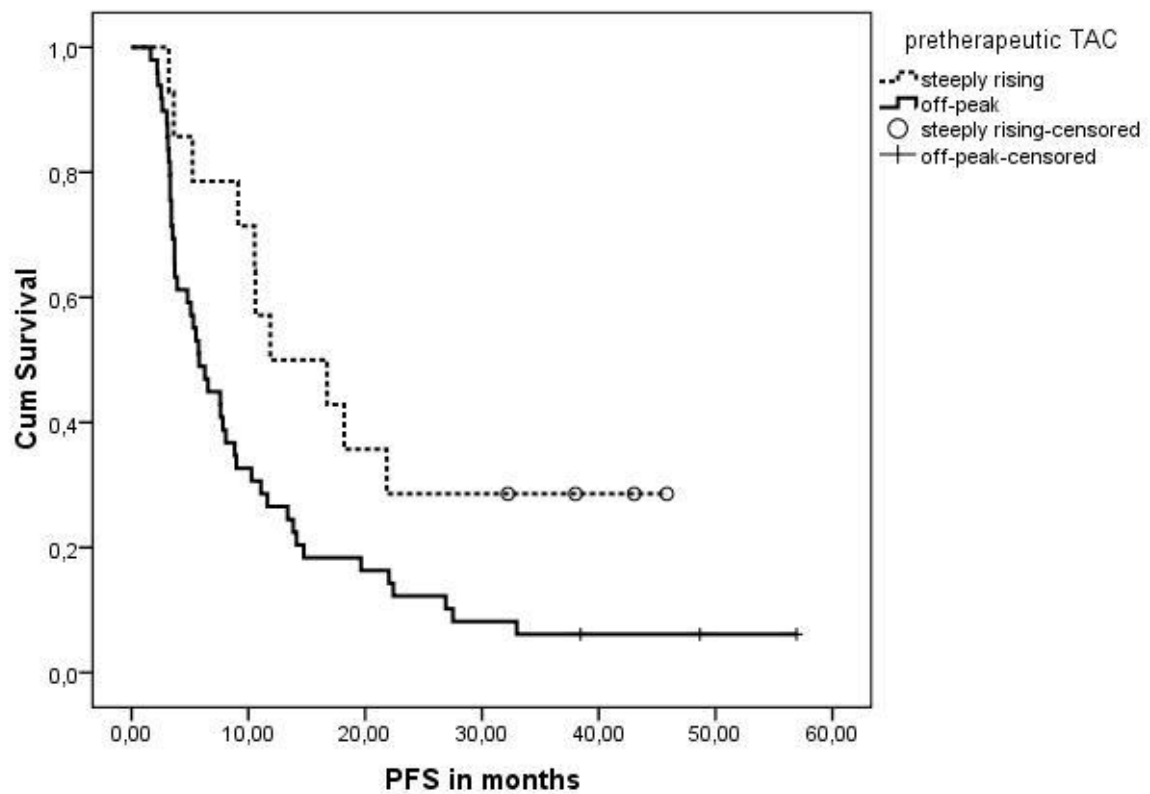 pretherapeutic TAC
steeply rising
off-peak
steeply rising-censored
off-peak-censored
Cum Survival
1,0
0,8
0,6
0,4
0,2
0,0
0,00 10,00 20,00 30,00 40,00 50,00 60,00
PFS in months